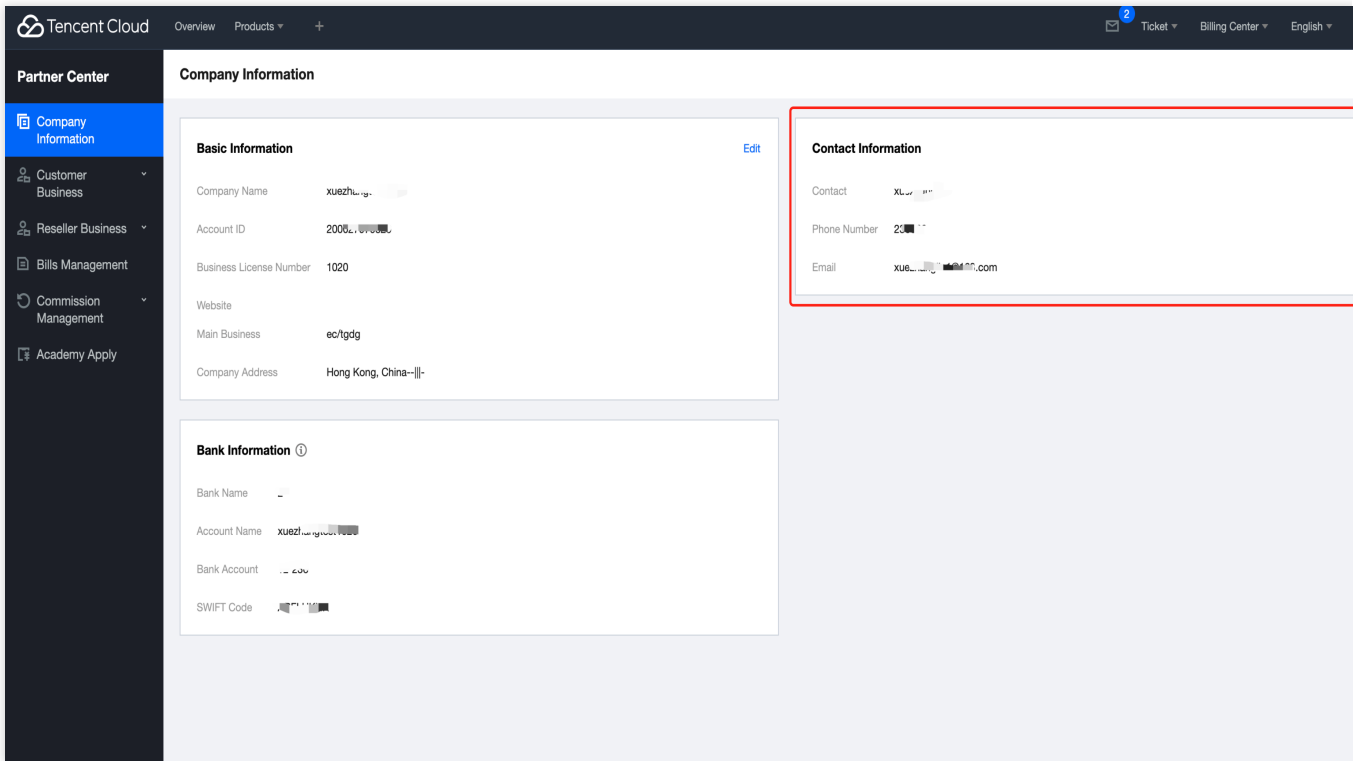 Tencent Cloud
Overview
Products
+
2
Ticket
Billing Center
English
Partner Center
Company Information
Customer Business
Reseller Business
Bills Management
Commission Management
Academy Apply
Company Information
Basic Information
Edit
Company Name
Account ID
Business License Number 1020
Website
Main Business ec/tgdg
Company Address Hong Kong, China--|||-
Contact Information
Contact
Phone Number
Email .com
Bank Information
Bank Name
Account Name
Bank Account
SWIFT Code